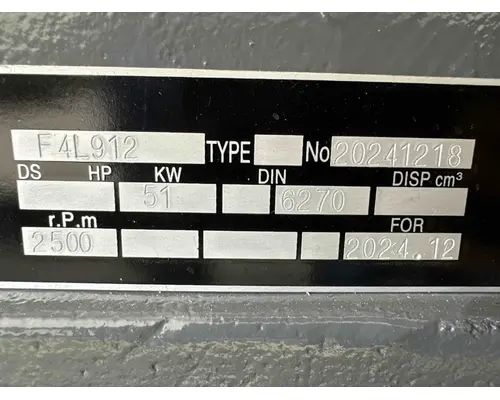 F4L912 TYPE No 20241218
DS HP KW DIN DISP cm³
51 6270
r.P.m FOR
2500 2024.12